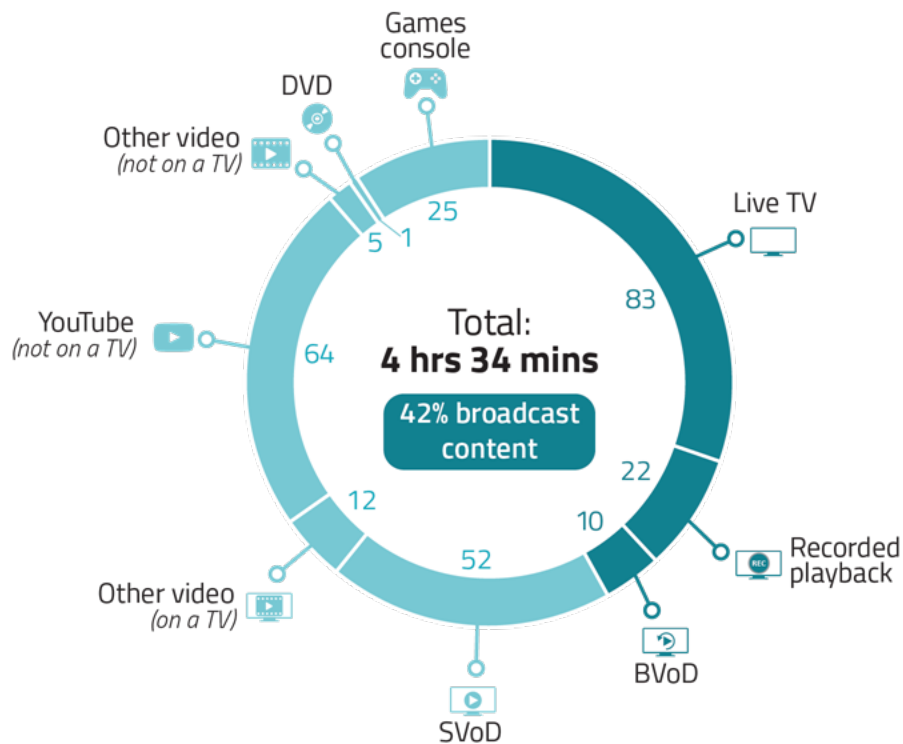 Games
console
DVD
Other video
(not on a TV)
Live TV
25
5
1
83
YouTube
(not on a TV)
64
Total:
4 hrs 34 mins
42% broadcast
content
22
12
10
52
REC
Recorded
playback
Other video
(on a TV)
BVoD
SVoD